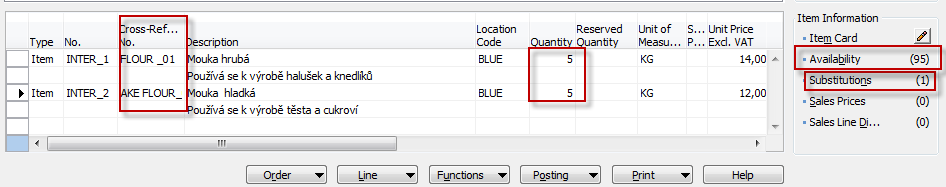 Cross-Ref... Location Reserved Unit of S... Unit Price
Type No. No. Description Code Quantity Quantity Measu... P... Excl. VAT
Item INTER_1 FLOUR _01 Mouka hrubá BLUE 5 KG 14,00
Používá se k výrobě halušek a knedlíků
Item INTER_2 AKE FLOUR_ Mouka hladká BLUE 5 KG 12,00
Používá se k výrobě těsta a cukroví
Order Line Functions Posting Print Help
Item Information
Item Card
Availability (95)
Substitutions (1)
Sales Prices (0)
Sales Line Di... (0)